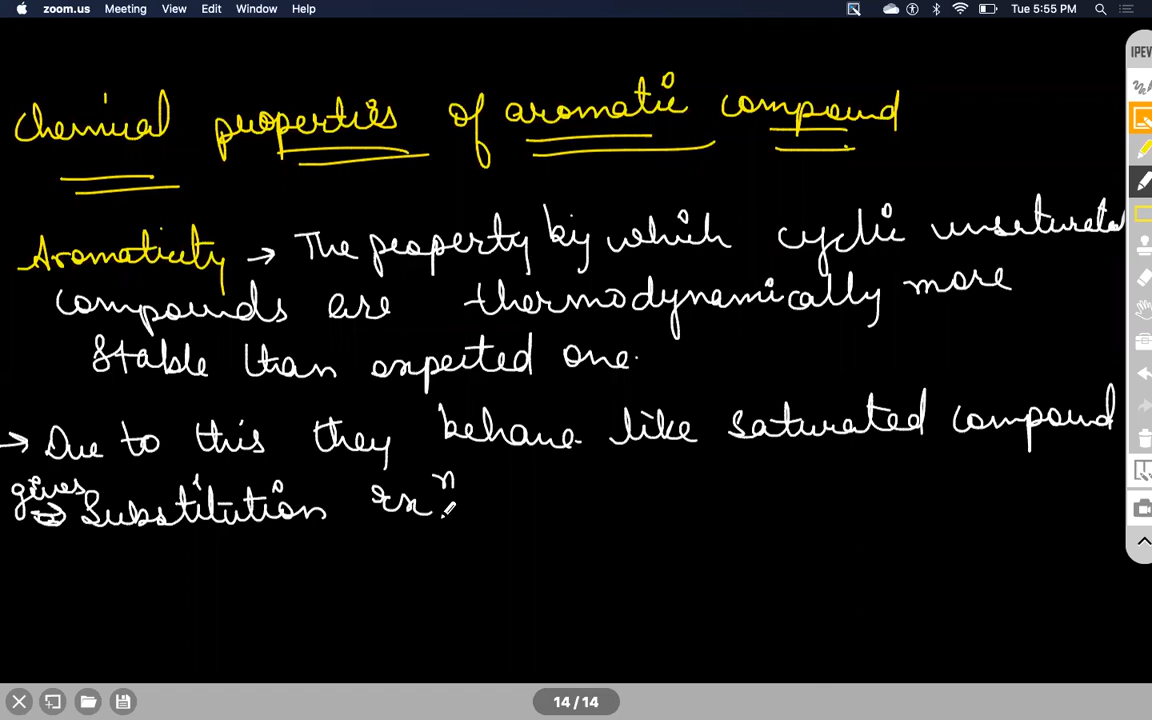 zoom.us Meeting View Edit Window Help Tue 5:55 PM
IPEV
Chemical properties of aromatic compound
Aromaticity → The property by which cyclic unsaturated
compounds are thermodynamically more
stable than expected one.
→ Due to this they behave like saturated compound
gives
→ Substitution rxⁿ
14/14